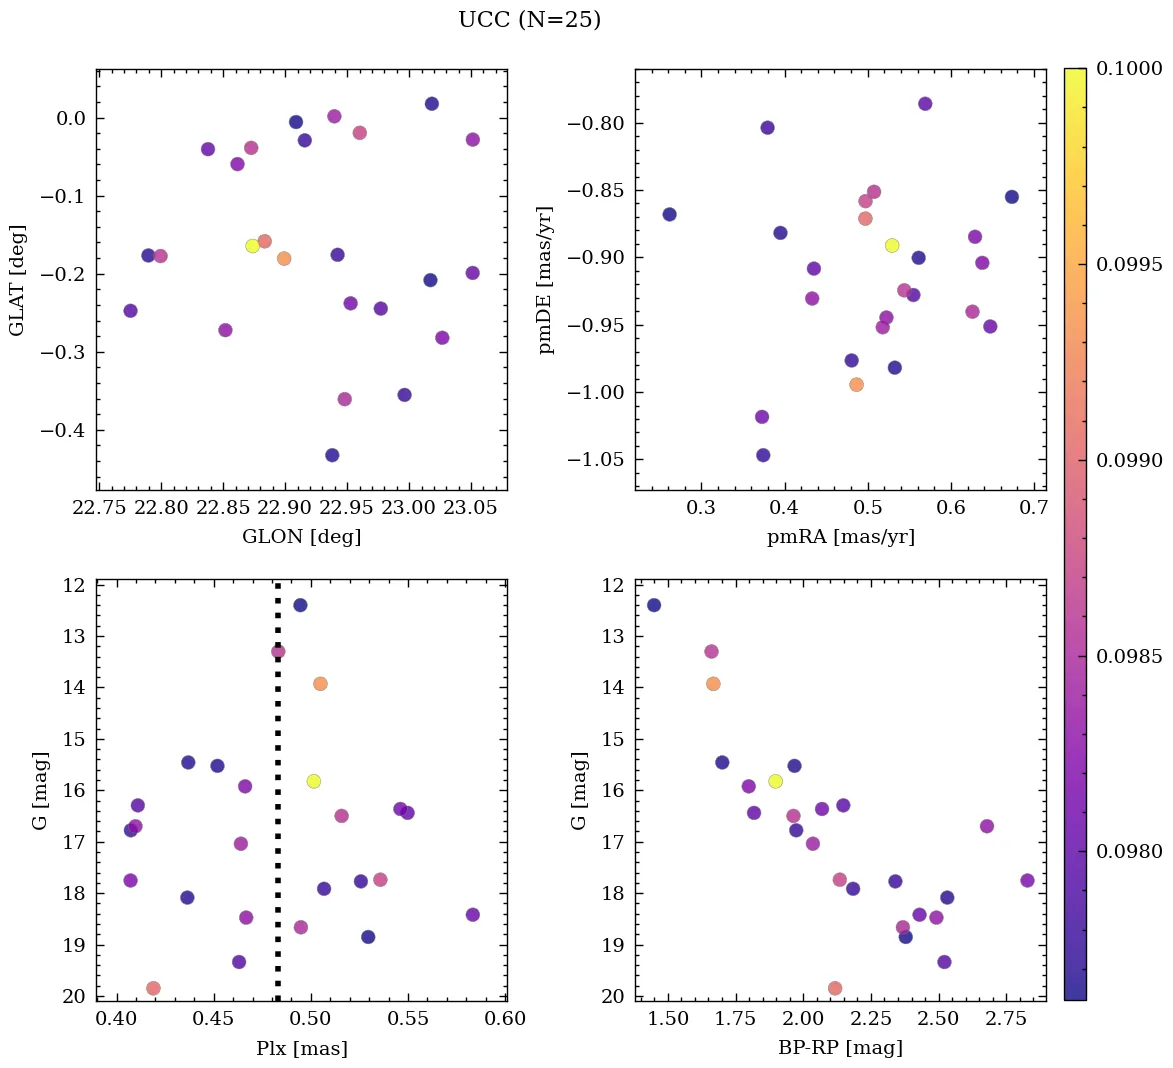 UCC (N=25)
0.0
−0.1
−0.2
−0.3
−0.4
GLAT [deg]
22.75 22.80 22.85 22.90 22.95 23.00 23.05
GLON [deg]
−0.80
−0.85
−0.90
−0.95
−1.00
−1.05
pmDE [mas/yr]
0.3 0.4 0.5 0.6 0.7
pmRA [mas/yr]
12
13
14
15
16
17
18
19
20
G [mag]
0.40 0.45 0.50 0.55 0.60
Plx [mas]
12
13
14
15
16
17
18
19
20
G [mag]
1.50 1.75 2.00 2.25 2.50 2.75
BP-RP [mag]
0.1000
0.0995
0.0990
0.0985
0.0980